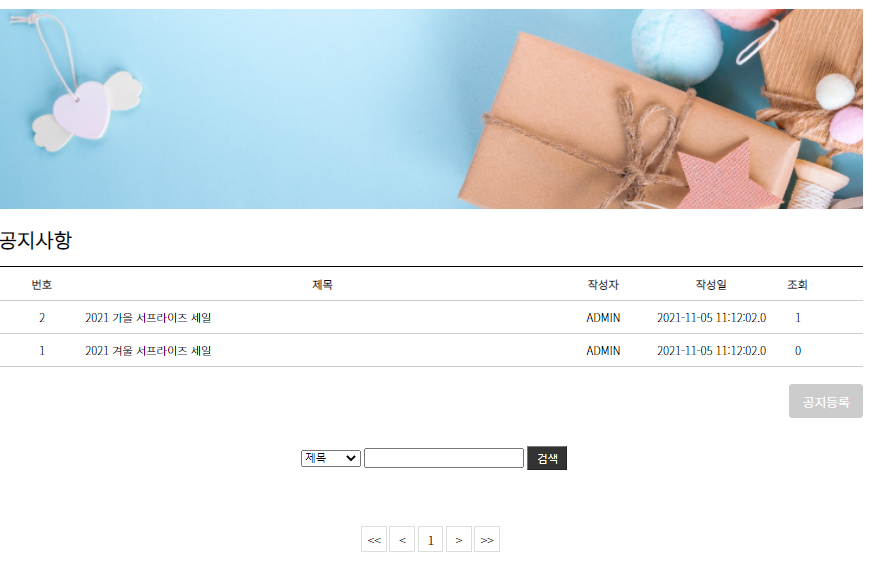 공지사항
번호 제목 작성자 작성일 조회
2 2021 가을 서프라이즈 세일 ADMIN 2021-11-05 11:12:02.0 1
1 2021 겨울 서프라이즈 세일 ADMIN 2021-11-05 11:12:02.0 0
공지등록
제목 검색
<< < 1 > >>